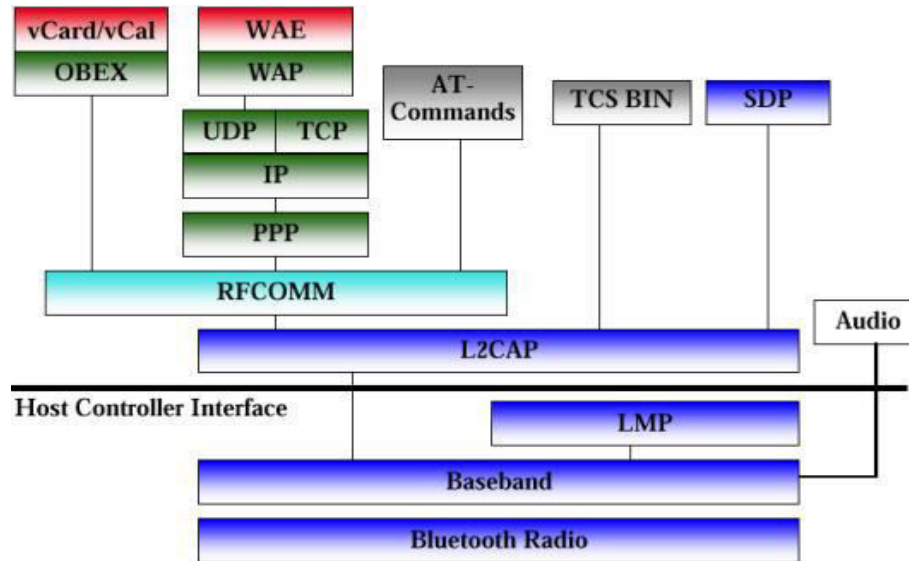 vCard/vCal
WAE
OBEX
WAP
AT-
Commands
TCS BIN
SDP
UDP
TCP
IP
PPP
RFCOMM
Audio
L2CAP
Host Controller Interface
LMP
Baseband
Bluetooth Radio